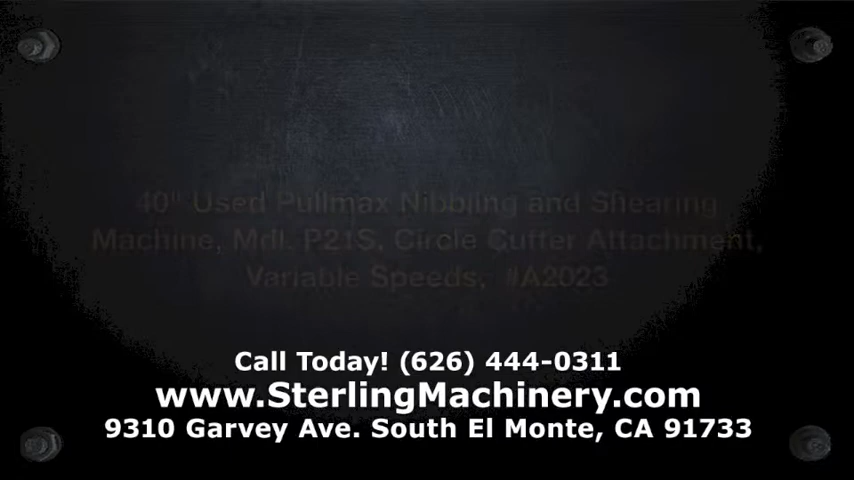 40" Used Pullmax Nibbling and Shearing
Machine, Mdl. P21S, Circle Cutter Attachment,
Variable Speeds, #A2023
Call Today! (626) 444-0311
www.SterlingMachinery.com
9310 Garvey Ave. South El Monte, CA 91733